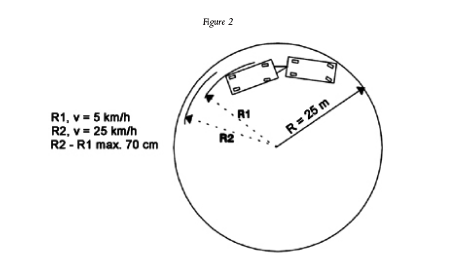 Figure 2
R1, v = 5 km/h
R2, v = 25 km/h
R2 - R1 max. 70 cm
R1
R2
R = 25 m